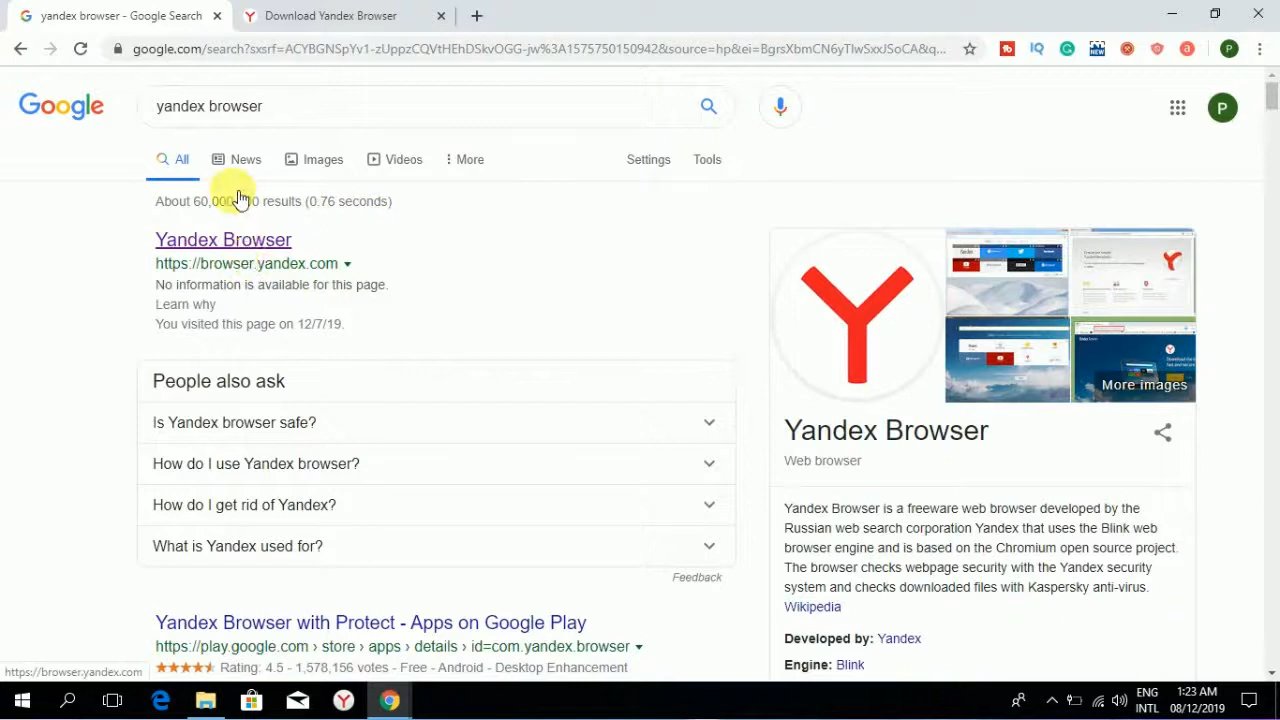 yandex browser - Google Search
Download Yandex Browser
google.com/search?sxsrf=ACYBGNSpYv1-zUpnzCQVtHEhDSkvOGG-jw%3A1575750150942&source=hp&ei=BgrsXbmCN6yTlwSxxJSoCA&q...
Google
yandex browser
P
All
News
Images
Videos
More
Settings
Tools
About 60, results (0.76 seconds)
Yandex Browser
No information is available for this page.
Learn why
You visited this page on 12/7/19.
People also ask
Is Yandex browser safe?
How do I use Yandex browser?
How do I get rid of Yandex?
What is Yandex used for?
Feedback
Yandex Browser with Protect - Apps on Google Play
https://play.google.com › store › apps › details › id=com.yandex.browser
Rating: 4.5 - 1,578,156 votes - Free - Android - Desktop Enhancement
https://browser.yandex.com
More images
Yandex Browser
Web browser
Yandex Browser is a freeware web browser developed by the
Russian web search corporation Yandex that uses the Blink web
browser engine and is based on the Chromium open source project.
The browser checks webpage security with the Yandex security
system and checks downloaded files with Kaspersky anti-virus.
Wikipedia
Developed by: Yandex
Engine: Blink
ENG
INTL
1:23 AM
08/12/2019